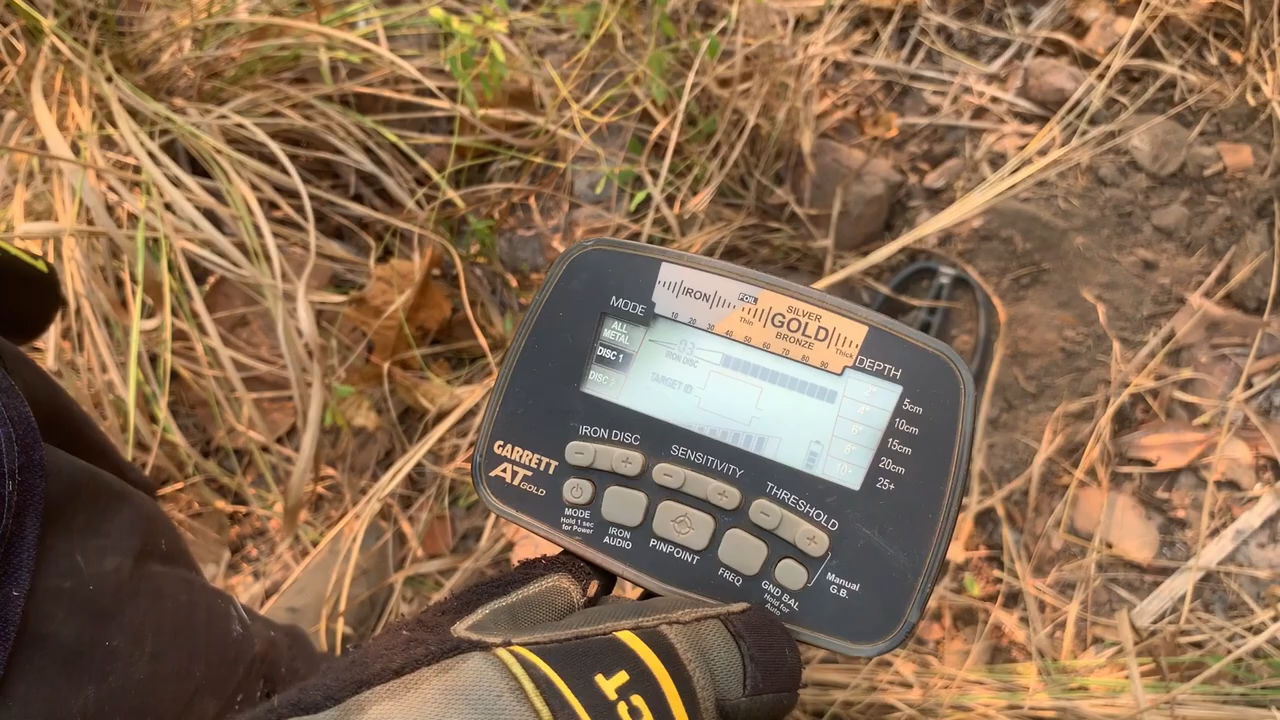 MODE
ALL METAL
DISC 1
DISC 2
IRON
FOIL
Thin
SILVER
GOLD
BRONZE
Thick
10 20 30 40 50 60 70 80 90
03
IRON DISC
TARGET ID
DEPTH
2" 5cm
4" 10cm
6" 15cm
8" 20cm
10" 25+
IRON DISC
- +
SENSITIVITY
- +
THRESHOLD
- +
GARRETT
AT GOLD
MODE
Hold 1 sec
for Power
IRON
AUDIO
PINPOINT
FREQ
GND BAL
Hold for
Auto
Manual
G.B.
CT